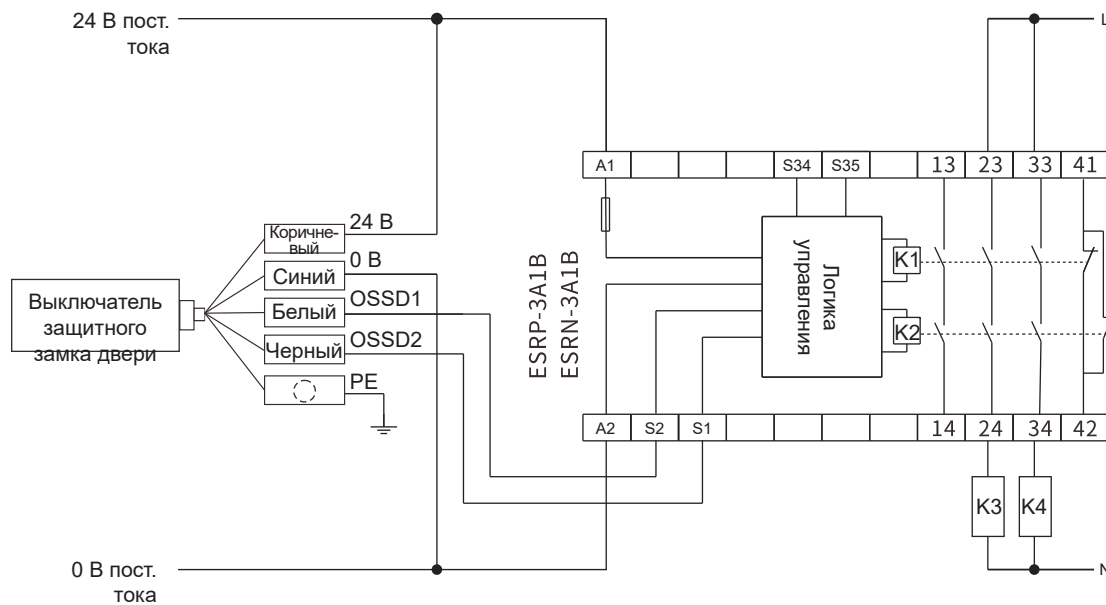 24 В пост.
тока
L
A1
S34
S35
13
23
33
41
Коричне-
вый
24 В
Синий
0 В
Белый
OSSD1
Черный
OSSD2
PE
Выключатель
защитного
замка двери
ESRP-3A1B
ESRN-3A1B
Логика
управления
K1
K2
A2
S2
S1
14
24
34
42
K3
K4
0 В пост.
тока
N